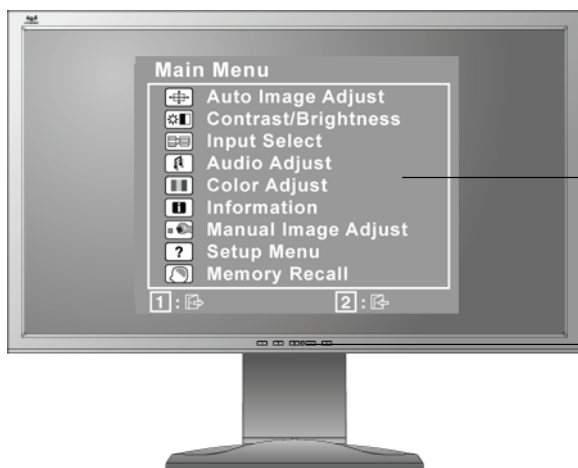 Main Menu
Auto Image Adjust
Contrast/Brightness
Input Select
Audio Adjust
Color Adjust
Information
Manual Image Adjust
? Setup Menu
Memory Recall
1 : 2 :